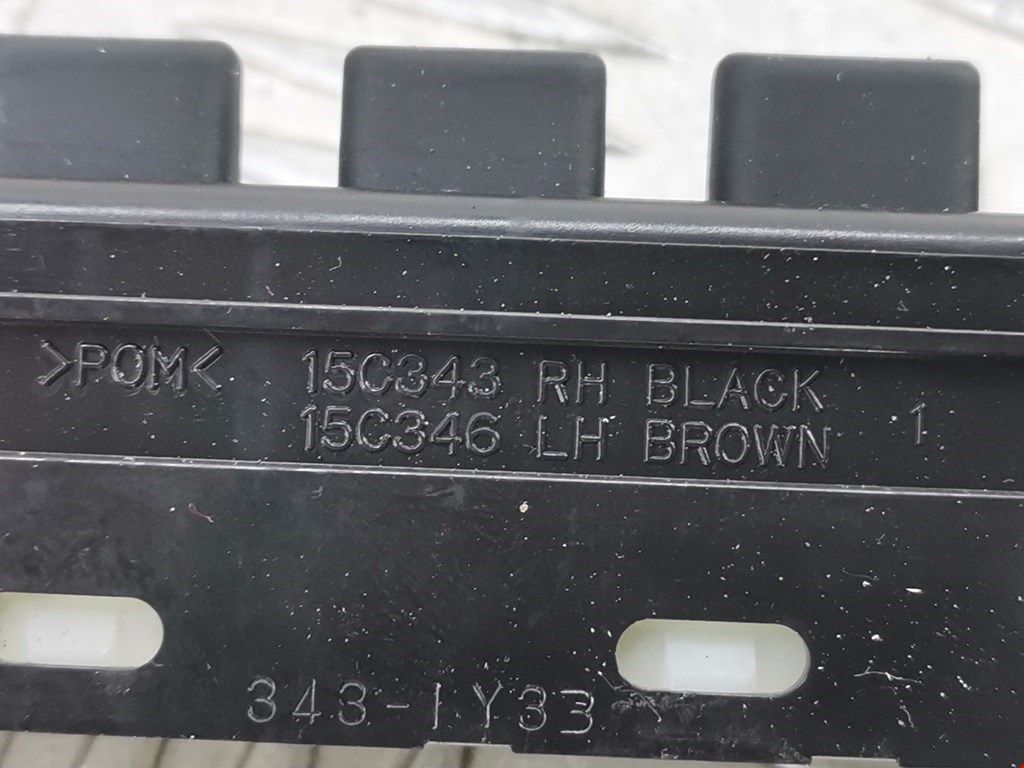 >POM< 15C343 RH BLACK
15C346 LH BROWN 1
343-1Y33